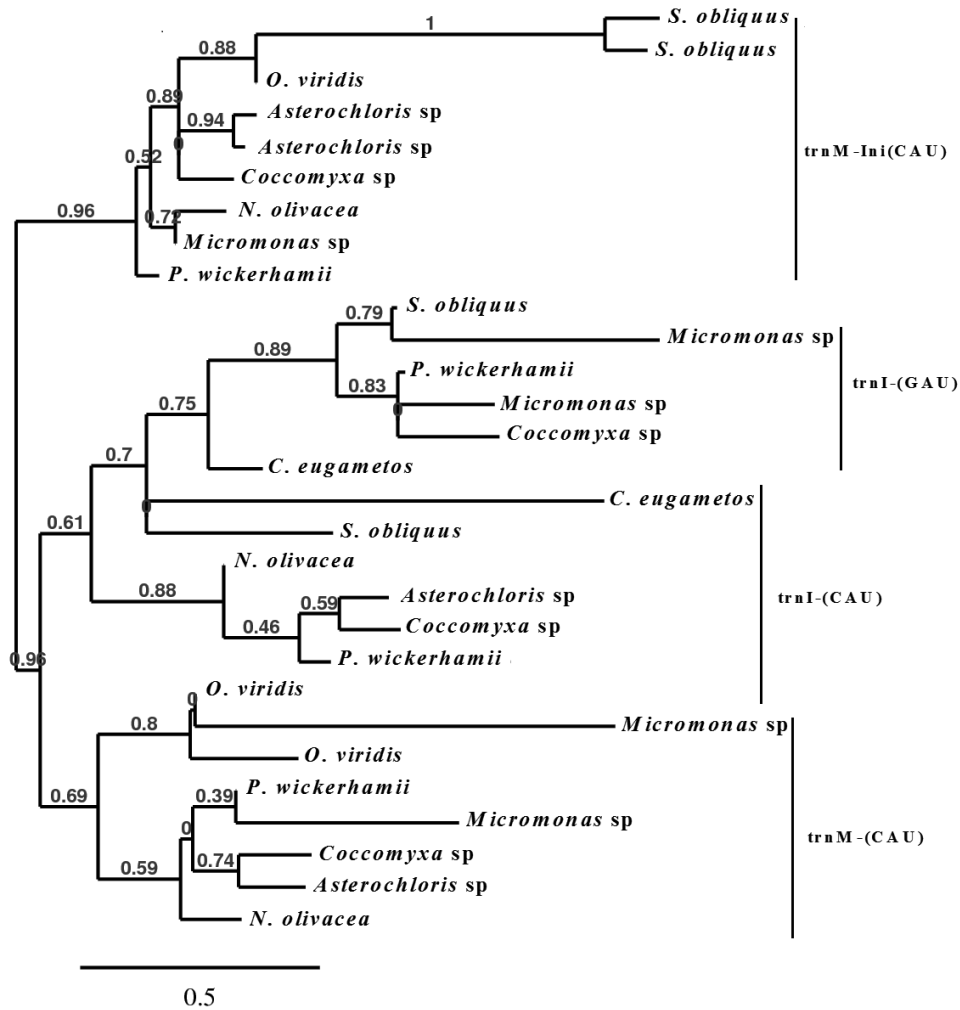 1
S. obliquus
S. obliquus
0.88
O. viridis
0.89
Asterochloris sp
0.94
0
Asterochloris sp
trnM-Ini(CAU)
0.52
Coccomyxa sp
0.96
0.72
N. olivacea
Micromonas sp
P. wickerhamii
S. obliquus
0.79
Micromonas sp
0.89
P. wickerhamii
trnI-(GAU)
0.83
0
Micromonas sp
0.75
Coccomyxa sp
0.7
C. eugametos
C. eugametos
0
0.61
S. obliquus
N. olivacea
0.88
Asterochloris sp
trnI-(CAU)
0.59
0.46
Coccomyxa sp
0.96
P. wickerhamii
O. viridis
0
0.8
Micromonas sp
O. viridis
0.69
P. wickerhamii
0.39
Micromonas sp
0
trnM-(CAU)
Coccomyxa sp
0.59
0.74
Asterochloris sp
N. olivacea
0.5